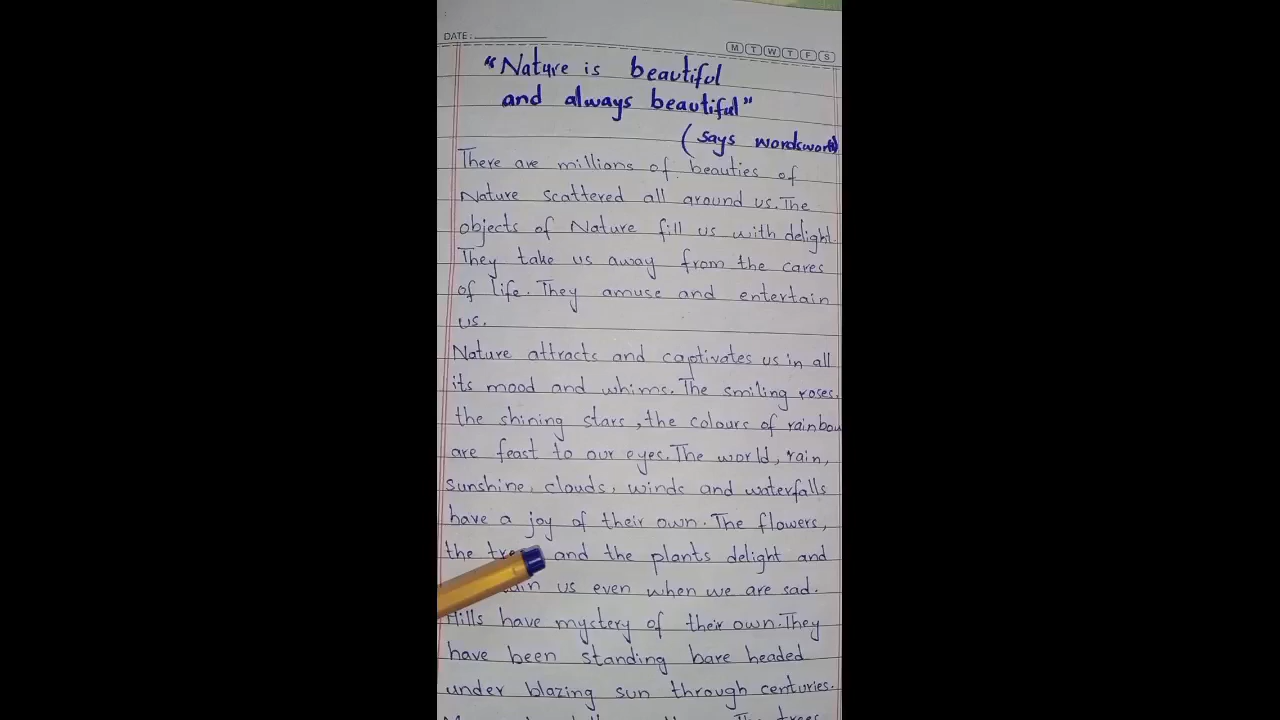 DATE:
M T W T F S
"Nature is beautiful
and always beautiful"
(says wordsworth)
There are millions of beauties of
Nature scattered all around us. The
objects of Nature fill us with delight.
They take us away from the cares
of life. They amuse and entertain
us.
Nature attracts and captivates us in all
its mood and whims. The smiling roses,
the shining stars, the colours of rainbow
are feast to our eyes. The world, rain,
sunshine, clouds, winds and waterfalls
have a joy of their own. The flowers,
the and the plants delight and
us even when we are sad.
Hills have mystery of their own. They
have been standing bare headed
under blazing sun through centuries.
The trees